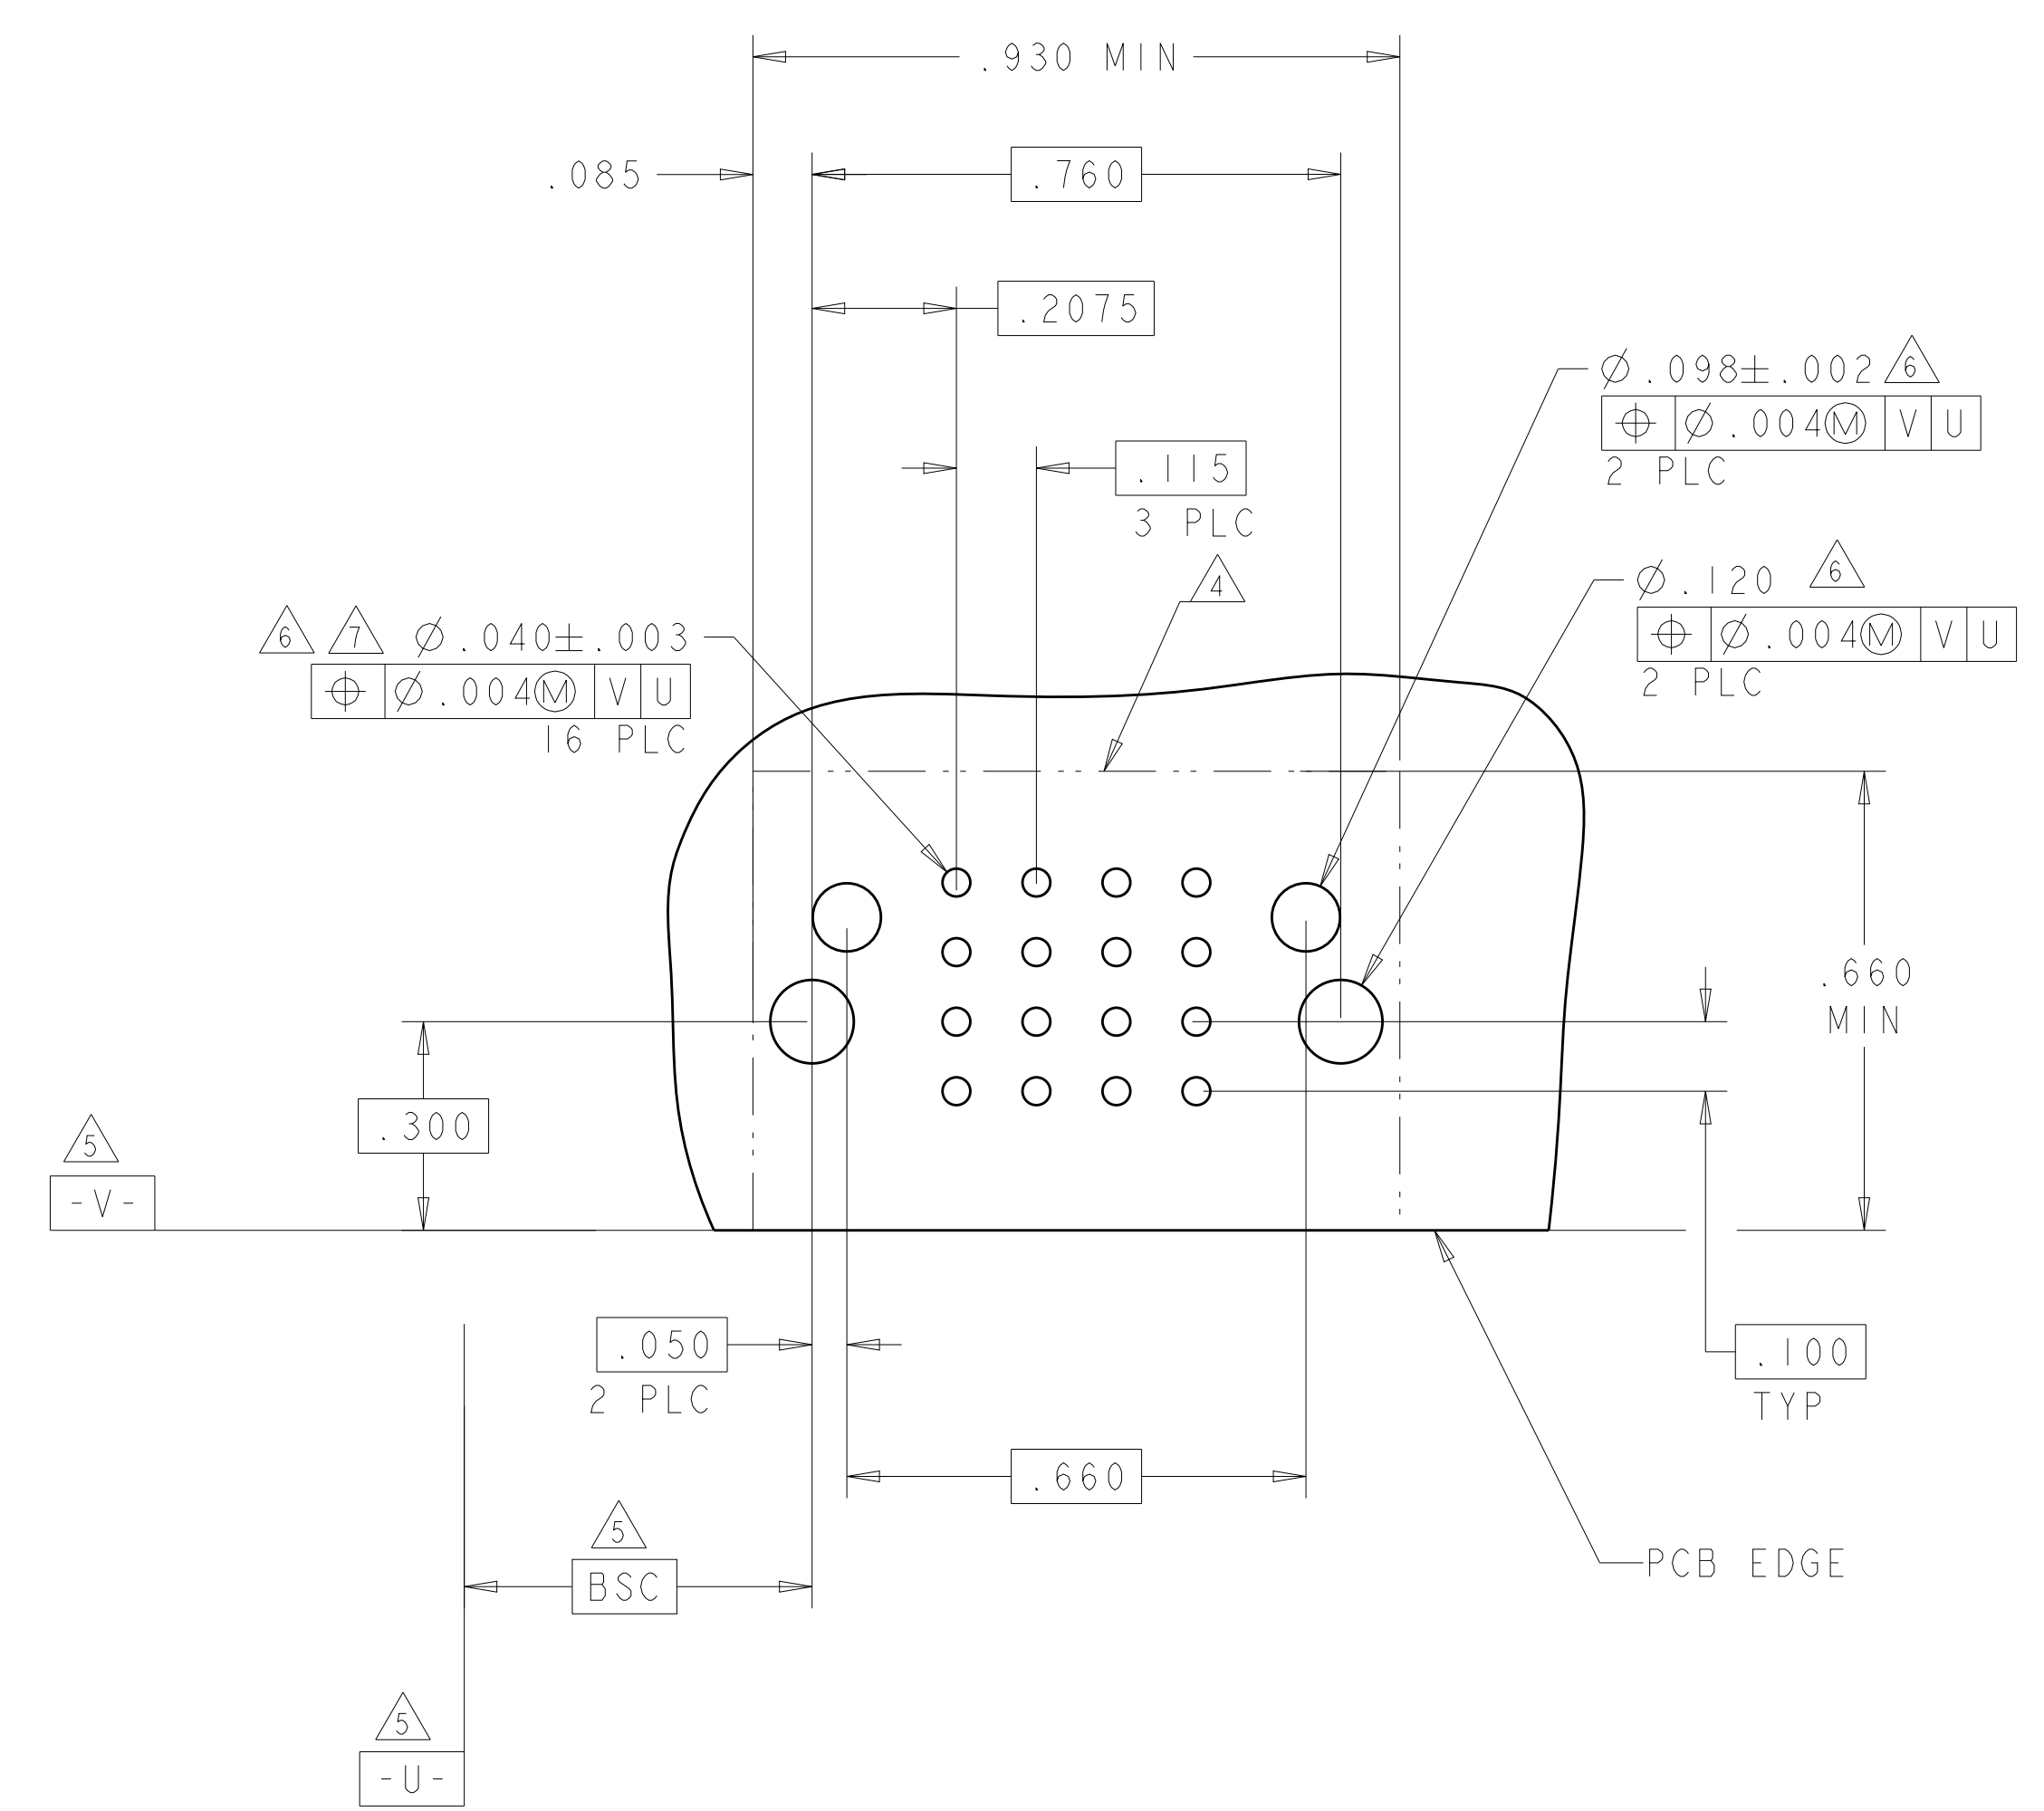 .930 MIN
.085
.760
.2075
⌀.098±.002 6
⌖ ⌀.004Ⓜ V U
2 PLC
.115
3 PLC
4
⌀.120 6
⌖ ⌀.004Ⓜ V U
2 PLC
6 7 ⌀.040±.003
⌖ ⌀.004Ⓜ V U
16 PLC
.660
MIN
.300
5
-V-
.050
2 PLC
.100
TYP
.660
5
BSC
PCB EDGE
5
-U-